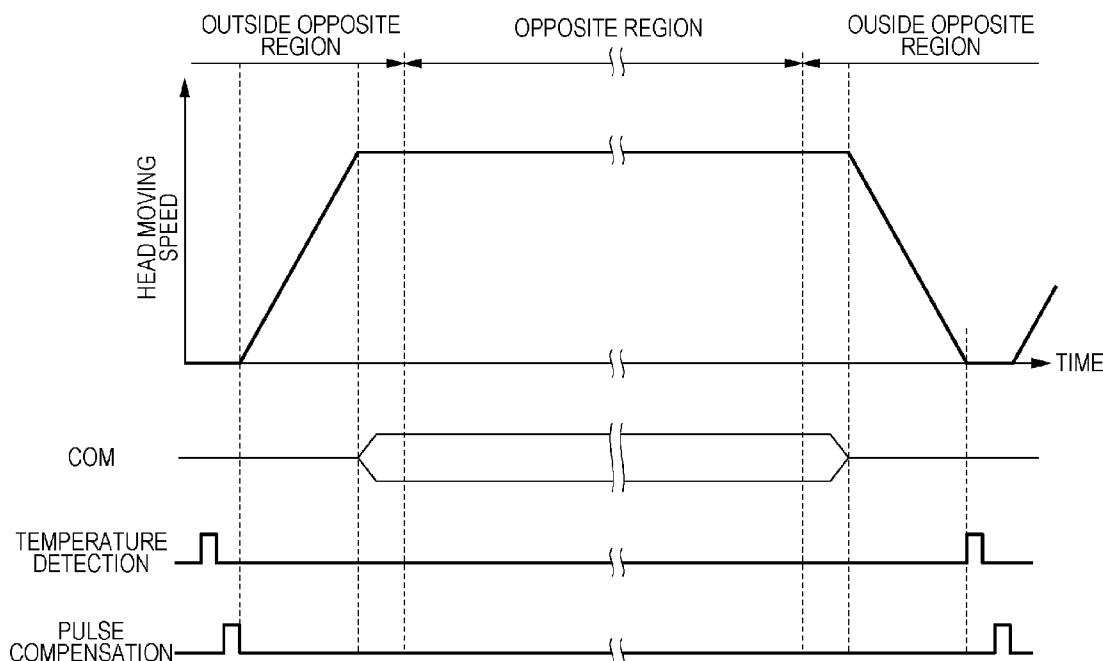 OUTSIDE OPPOSITE
REGION
OPPOSITE REGION
OUSIDE OPPOSITE
REGION
HEAD MOVING
SPEED
TIME
COM
TEMPERATURE
DETECTION
PULSE
COMPENSATION